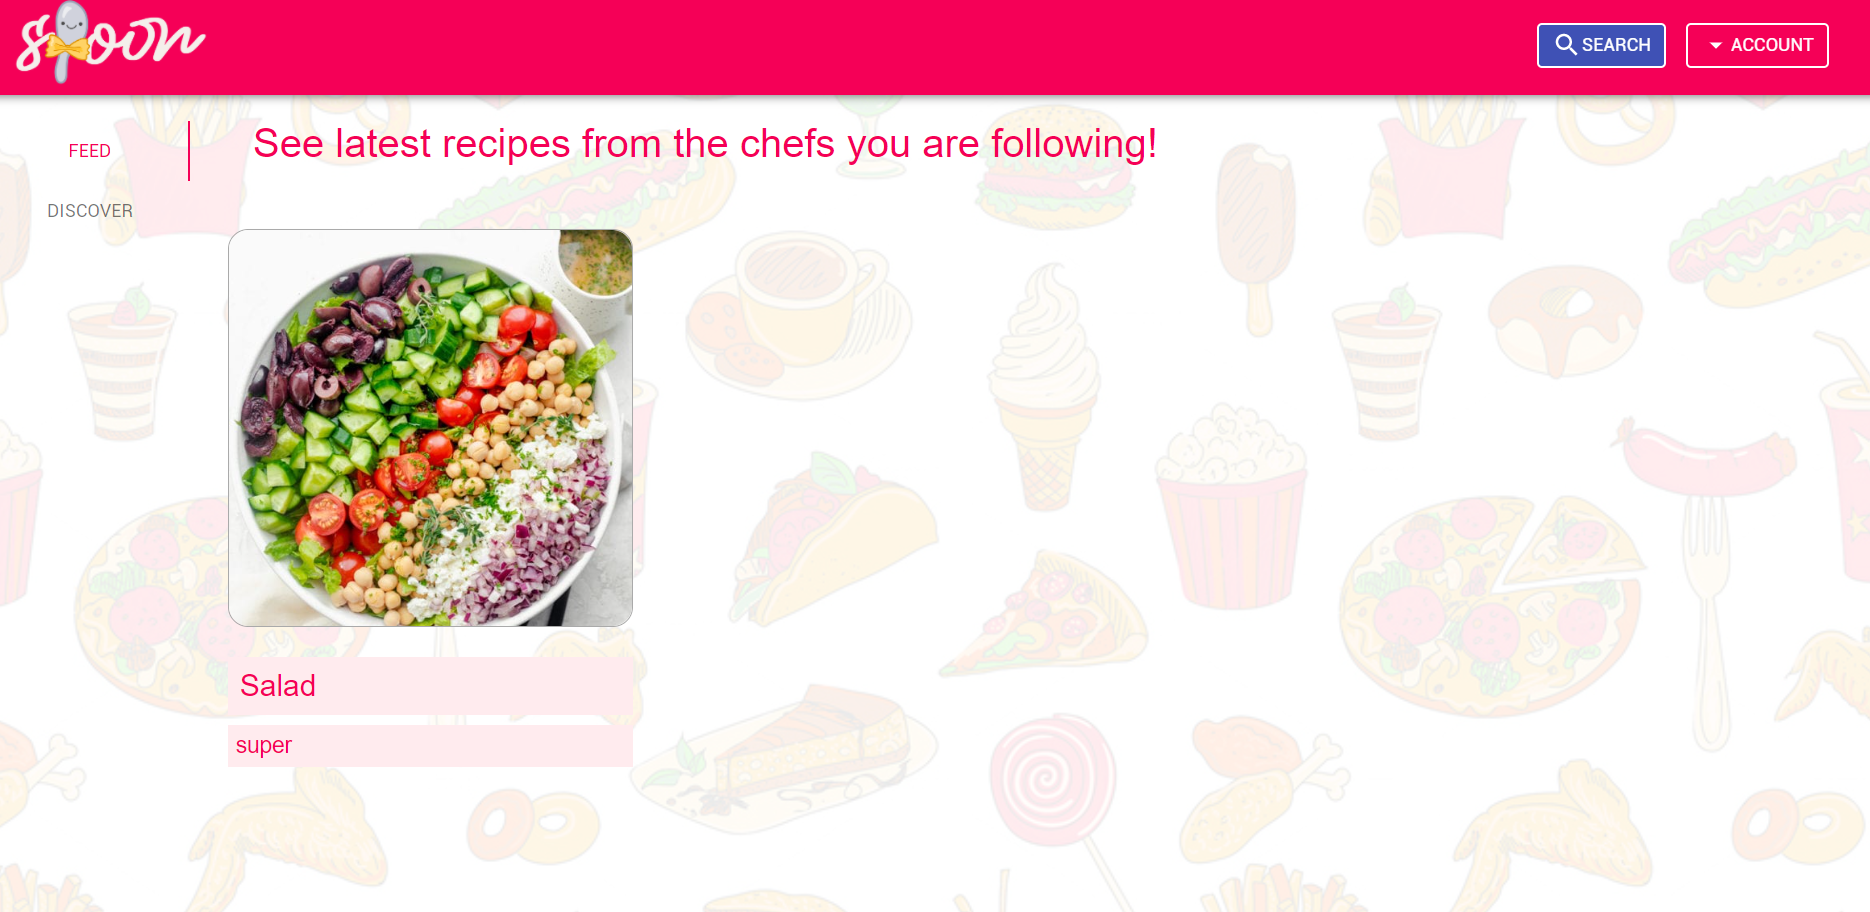 spoon
SEARCH
ACCOUNT
FEED
See latest recipes from the chefs you are following!
DISCOVER
Salad
super